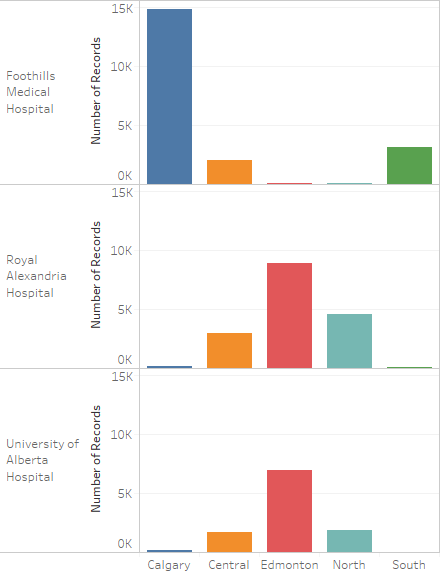 15K
10K
5K
0K
Number of Records
Foothills
Medical
Hospital
15K
10K
5K
0K
Number of Records
Royal
Alexandria
Hospital
15K
10K
5K
0K
Number of Records
University of
Alberta
Hospital
Calgary Central Edmonton North South